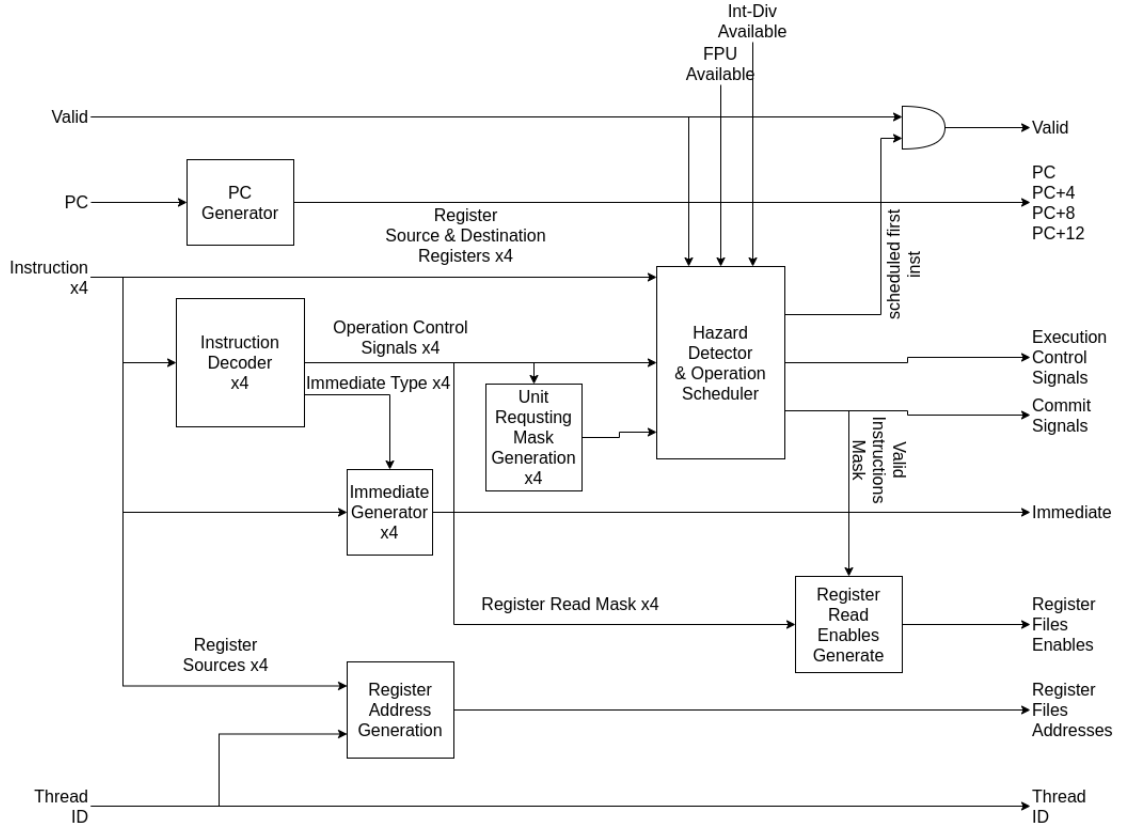 Int-Div
Available
FPU
Available
Valid
Valid
PC
PC
Generator
PC
PC+4
PC+8
PC+12
Register
Source & Destination
Registers x4
scheduled first
inst
Instruction
x4
Instruction
Decoder
x4
Operation Control
Signals x4
Immediate Type x4
Unit
Requsting
Mask
Generation
x4
Hazard
Detector
& Operation
Scheduler
Execution
Control
Signals
Commit
Signals
Valid
Instructions
Mask
Immediate
Generator
x4
Immediate
Register Read Mask x4
Register
Read
Enables
Generate
Register
Files
Enables
Register
Sources x4
Register
Address
Generation
Register
Files
Addresses
Thread
ID
Thread
ID